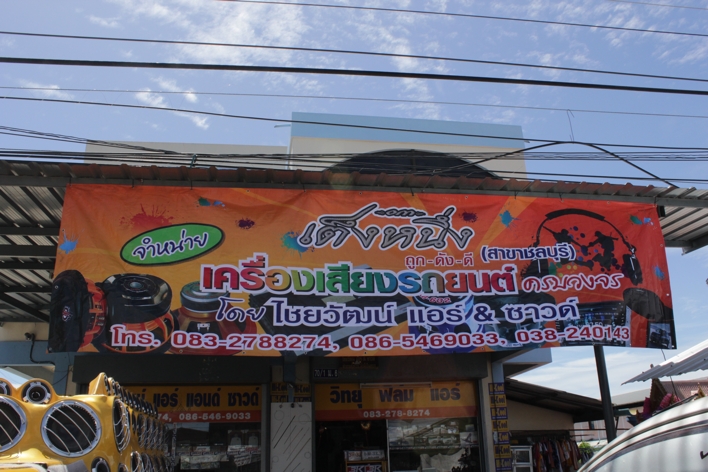 เต็งหนึ่ง
จำหน่าย
ถูก-ดัง-ดี
(สาขาชลบุรี)
เครื่องเสียงรถยนต์ ครบวงจร
โดย ไชยวัฒน์ แอร์ & ซาวด์
โทร. 083-2788274, 086-5469033, 038-240143
แอร์ แอนด์ ซาวด์
086-546-9033
วิทยุ ฟิล์ม แอร์
083-278-8274